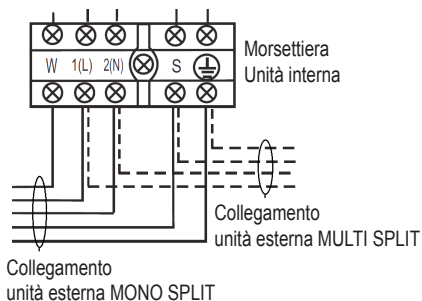 W 1(L) 2(N) S
Morsettiera
Unità interna
Collegamento
unità esterna MULTI SPLIT
Collegamento
unità esterna MONO SPLIT